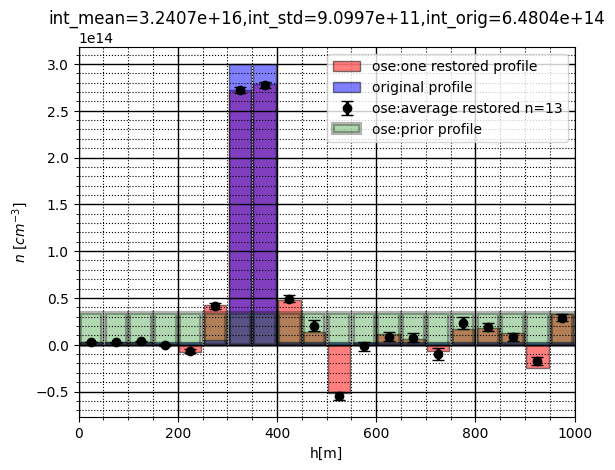 int_mean=3.2407e+16,int_std=9.0997e+11,int_orig=6.4804e+14
1e14
3.0
2.5
2.0
1.5
1.0
0.5
0.0
−0.5
n [cm⁻³]
ose:one restored profile
original profile
ose:average restored n=13
ose:prior profile
0 200 400 600 800 1000
h[m]